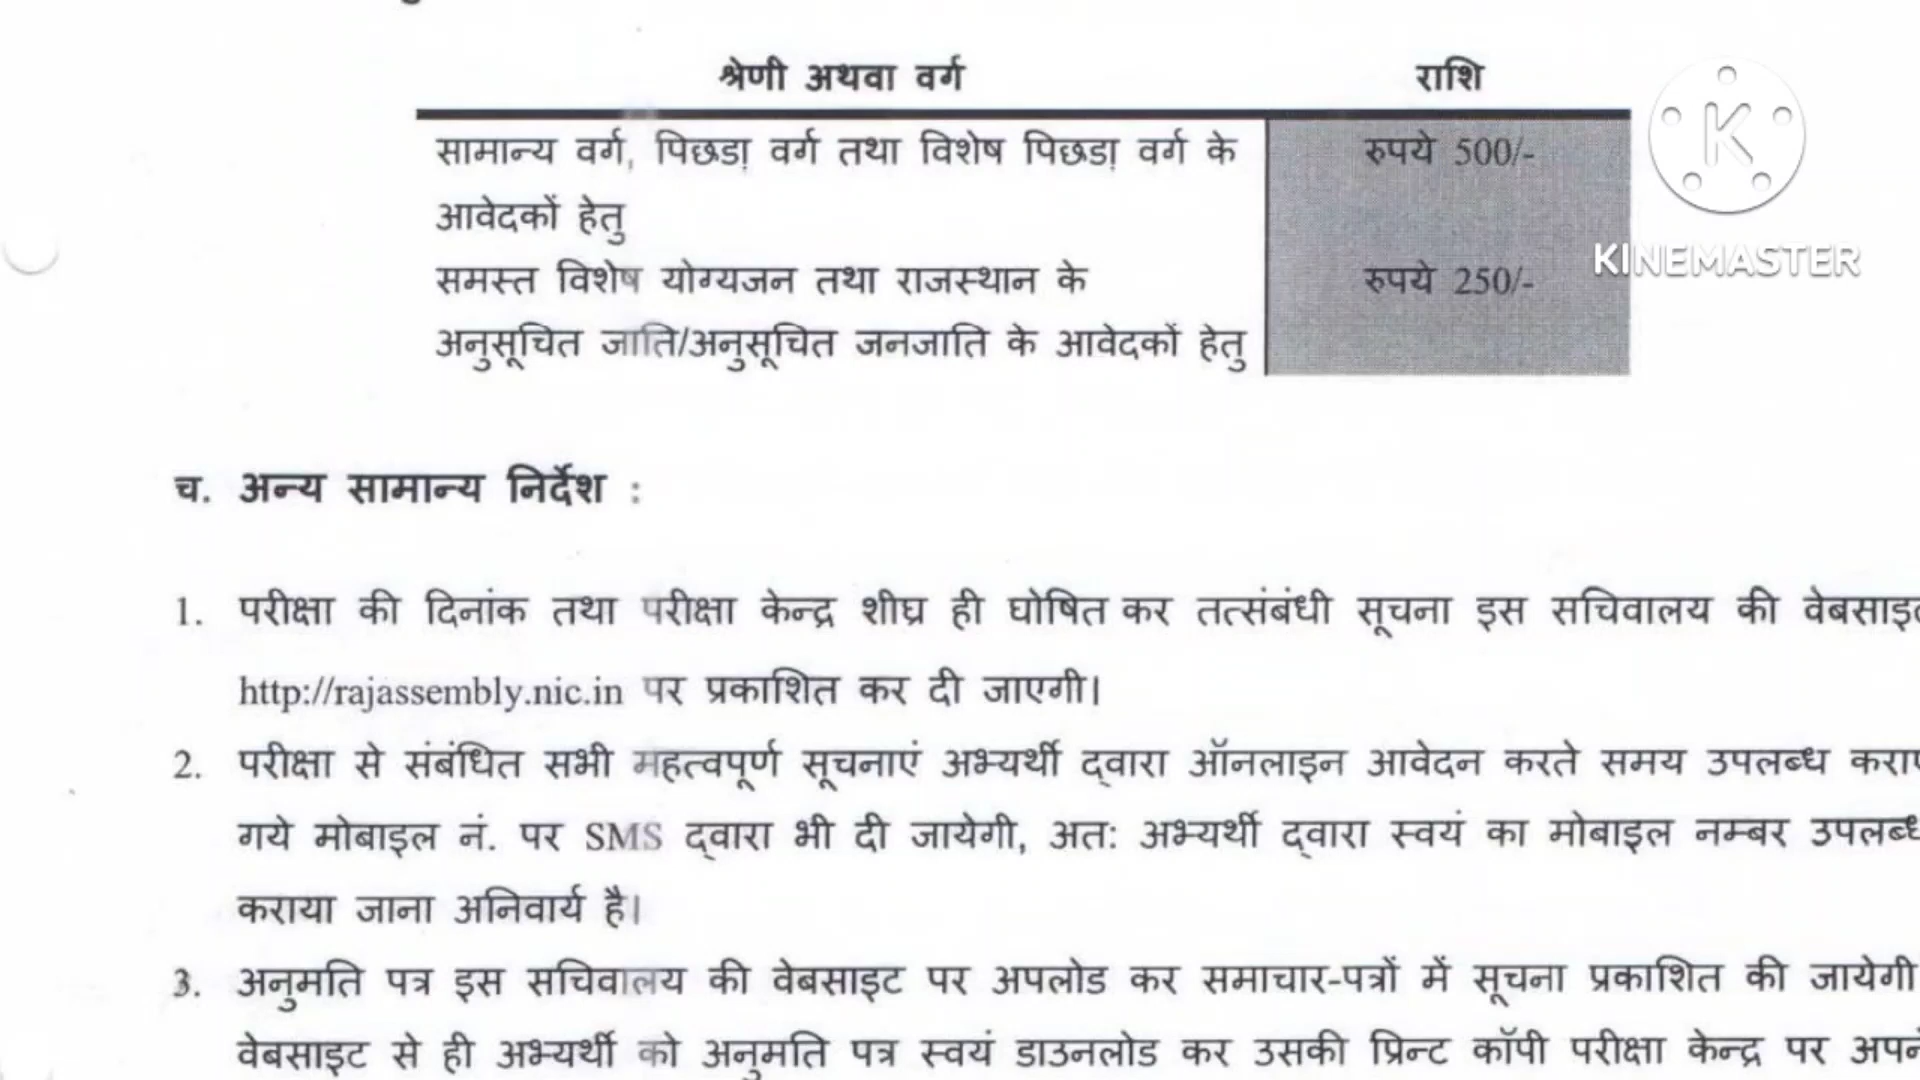 श्रेणी अथवा वर्ग राशि
सामान्य वर्ग, पिछडा़ वर्ग तथा विशेष पिछडा़ वर्ग के रुपये 500/-
आवेदकों हेतु
समस्त विशेष योग्यजन तथा राजस्थान के रुपये 250/-
अनुसूचित जाति/अनुसूचित जनजाति के आवेदकों हेतु
K
KINEMASTER
च. अन्य सामान्य निर्देश :
1. परीक्षा की दिनांक तथा परीक्षा केन्द्र शीघ्र ही घोषित कर तत्संबंधी सूचना इस सचिवालय की
http://rajassembly.nic.in पर प्रकाशित कर दी जाएगी।
2. परीक्षा से संबंधित सभी महत्वपूर्ण सूचनाएं अभ्यर्थी द्वारा ऑनलाइन आवेदन करते समय उपलब्ध
गये मोबाइल नं. पर SMS द्वारा भी दी जायेगी, अतः अभ्यर्थी द्वारा स्वयं का मोबाइल नम्बर उपलब्ध
कराया जाना अनिवार्य है।
3. अनुमति पत्र इस सचिवालय की वेबसाइट पर अपलोड कर समाचार-पत्रों में सूचना प्रकाशित की जायेगी
वेबसाइट से ही अभ्यर्थी को अनुमति पत्र स्वयं डाउनलोड कर उसकी प्रिन्ट कॉपी परीक्षा केन्द्र पर